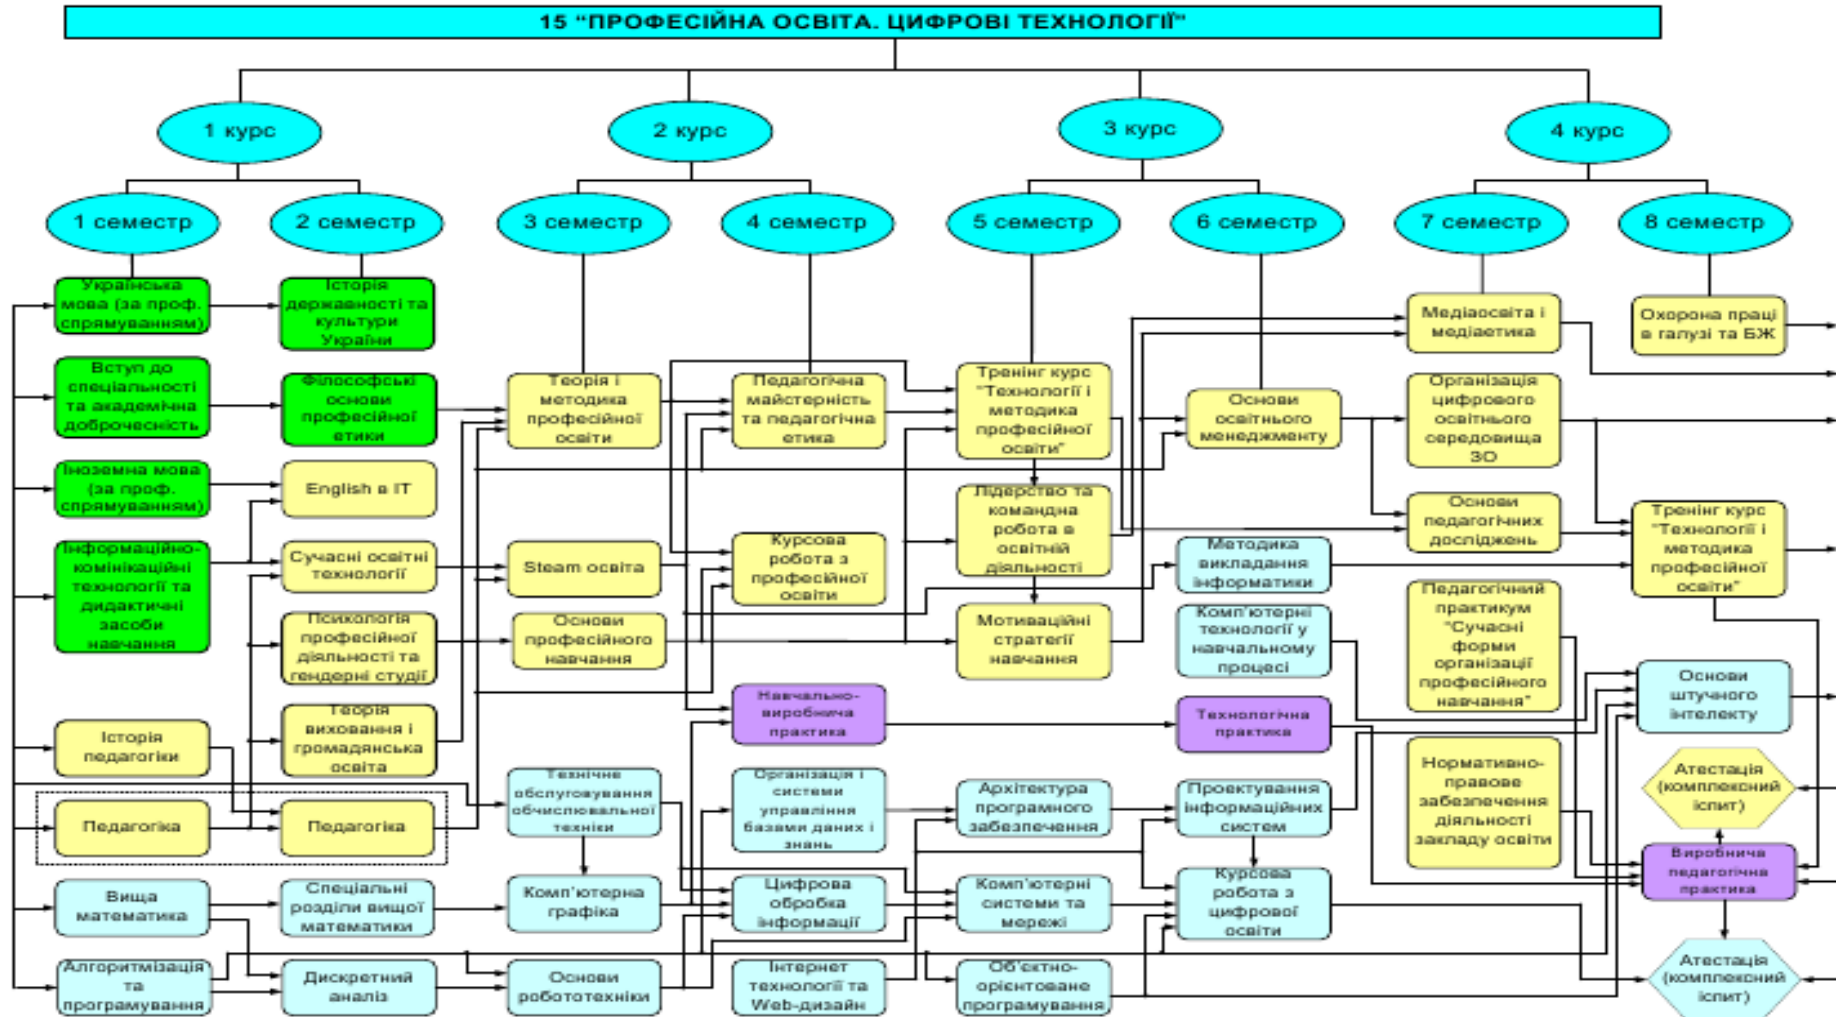 15 “ПРОФЕСІЙНА ОСВІТА. ЦИФРОВІ ТЕХНОЛОГІЇ”
1 курс
2 курс
3 курс
4 курс
1 семестр
2 семестр
3 семестр
4 семестр
5 семестр
6 семестр
7 семестр
8 семестр
Українська
мова (за проф.
спрямуванням)
Вступ до
спеціальності
та академічна
доброчесність
Іноземна мова
(за проф.
спрямуванням)
Інформаційно-
комінікаційні
технології та
дидактичні
засоби
навчання
Історія
педагогіки
Педагогіка
Вища
математика
Алгоритмізація
та
програмування
Історія
державності та
культури
України
Філософські
основи
професійної
етики
English в ІТ
Сучасні освітні
технології
Психологія
професійної
діяльності та
гендерні студії
Теорія
виховання і
громадянська
освіта
Педагогіка
Спеціальні
розділи вищої
математики
Дискретний
аналіз
Теорія і
методика
професійної
освіти
Steam освіта
Основи
професійного
навчання
Технічне
обслуговування
обчислювальної
техніки
Комп’ютерна
графіка
Основи
робототехніки
Педагогічна
майстерність
та педагогічна
етика
Курсова
робота з
професійної
освіти
Навчально-
виробнича
практика
Організація і
системи
управління
базами даних і
знань
Цифрова
обробка
інформації
Інтернет
технології та
Web-дизайн
Тренінг курс
“Технології і
методика
професійної
освіти”
Лідерство та
командна
робота в
освітній
діяльності
Мотиваційні
стратегії
навчання
Архітектура
програмного
забезпечення
Комп’ютерні
системи та
мережі
Об’єктно-
орієнтоване
програмування
Основи
освітнього
менеджменту
Методика
викладання
інформатики
Комп’ютерні
технології у
навчальному
процесі
Технологічна
практика
Проектування
інформаційних
систем
Курсова
робота з
цифрової
освіти
Медіаосвіта і
медіаетика
Організація
цифрового
освітнього
середовища
ЗО
Основи
педагогічних
досліджень
Педагогічний
практикум
“Сучасні
форми
організації
професійного
навчання”
Нормативно-
правове
забезпечення
діяльності
закладу освіти
Охорона праці
в галузі та БЖ
Тренінг курс
“Технології і
методика
професійної
освіти”
Основи
штучного
інтелекту
Атестація
(комплексний
іспит)
Виробнича
педагогічна
практика
Атестація
(комплексний
іспит)